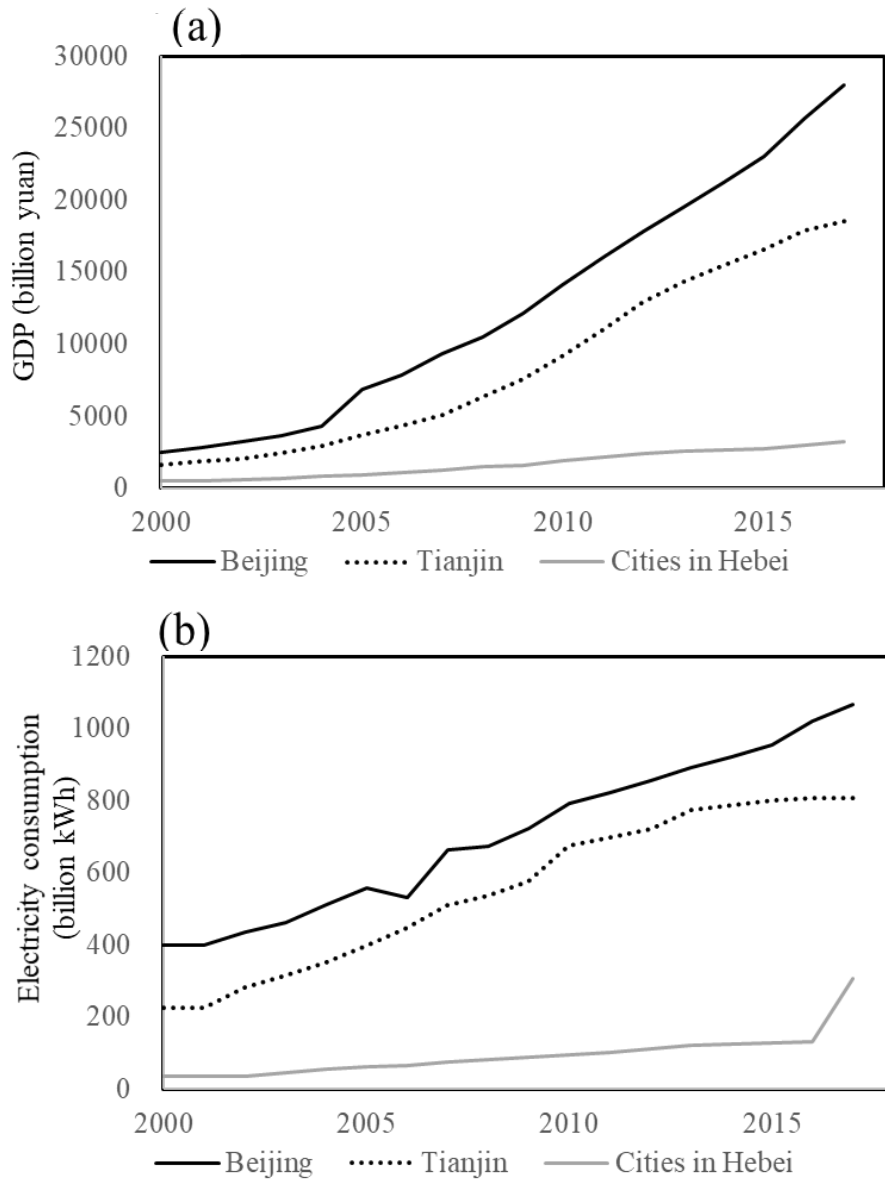 (a)
30000
25000
20000
15000
10000
5000
0
GDP (billion yuan)
2000 2005 2010 2015
Beijing Tianjin Cities in Hebei
(b)
1200
1000
800
600
400
200
0
Electricity consumption
(billion kWh)
2000 2005 2010 2015
Beijing Tianjin Cities in Hebei